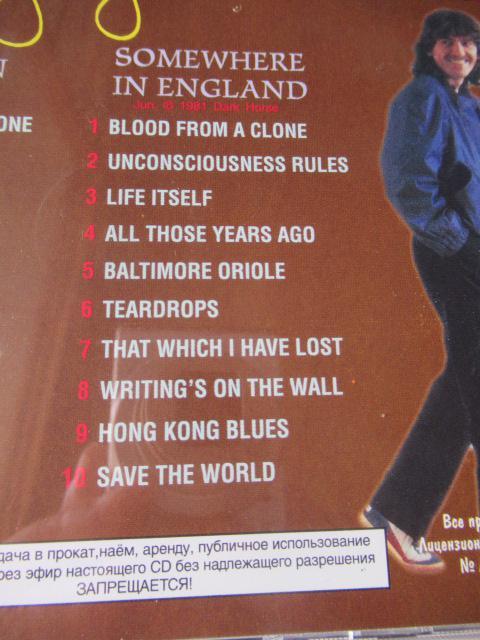 SOMEWHERE
IN ENGLAND
Jun. ℗ 1981 Dark Horse
ONE
1 BLOOD FROM A CLONE
2 UNCONSCIOUSNESS RULES
3 LIFE ITSELF
4 ALL THOSE YEARS AGO
5 BALTIMORE ORIOLE
6 TEARDROPS
7 THAT WHICH I HAVE LOST
8 WRITING'S ON THE WALL
9 HONG KONG BLUES
10 SAVE THE WORLD
дача в прокат,наём, аренду, публичное использование
рез эфир настоящего CD без надлежащего разрешения
ЗАПРЕЩАЕТСЯ!
Все пр
Лицензион
№